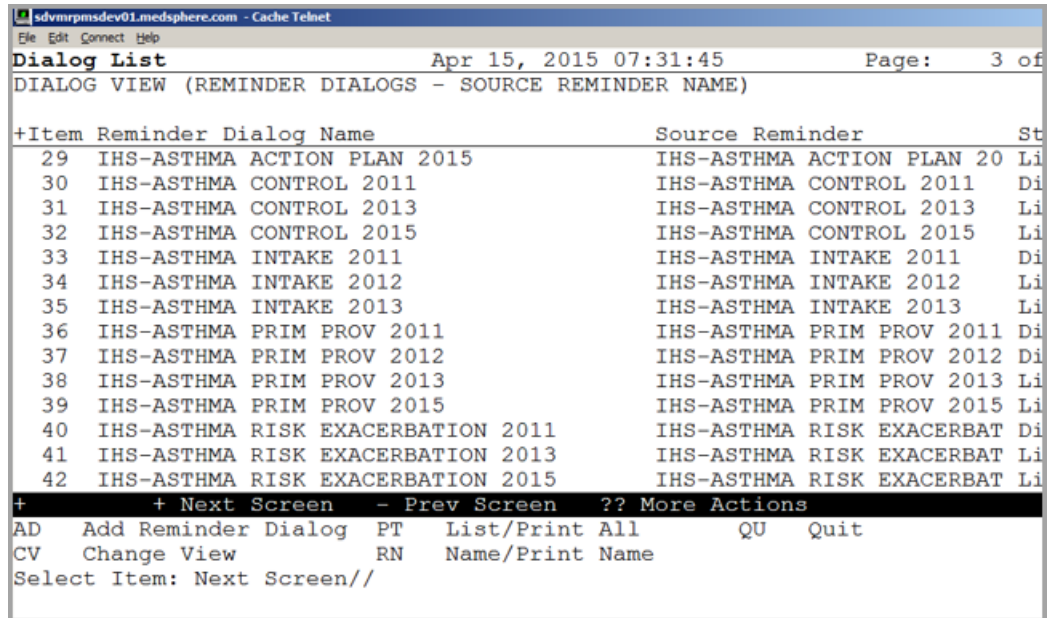 sdvmrpmsdev01.medsphere.com - Cache Telnet
File Edit Connect Help
Dialog List Apr 15, 2015 07:31:45 Page: 3 of
DIALOG VIEW (REMINDER DIALOGS - SOURCE REMINDER NAME)
+Item Reminder Dialog Name Source Reminder St
29 IHS-ASTHMA ACTION PLAN 2015 IHS-ASTHMA ACTION PLAN 20 Li
30 IHS-ASTHMA CONTROL 2011 IHS-ASTHMA CONTROL 2011 Di
31 IHS-ASTHMA CONTROL 2013 IHS-ASTHMA CONTROL 2013 Li
32 IHS-ASTHMA CONTROL 2015 IHS-ASTHMA CONTROL 2015 Li
33 IHS-ASTHMA INTAKE 2011 IHS-ASTHMA INTAKE 2011 Di
34 IHS-ASTHMA INTAKE 2012 IHS-ASTHMA INTAKE 2012 Li
35 IHS-ASTHMA INTAKE 2013 IHS-ASTHMA INTAKE 2013 Li
36 IHS-ASTHMA PRIM PROV 2011 IHS-ASTHMA PRIM PROV 2011 Di
37 IHS-ASTHMA PRIM PROV 2012 IHS-ASTHMA PRIM PROV 2012 Di
38 IHS-ASTHMA PRIM PROV 2013 IHS-ASTHMA PRIM PROV 2013 Li
39 IHS-ASTHMA PRIM PROV 2015 IHS-ASTHMA PRIM PROV 2015 Li
40 IHS-ASTHMA RISK EXACERBATION 2011 IHS-ASTHMA RISK EXACERBAT Di
41 IHS-ASTHMA RISK EXACERBATION 2013 IHS-ASTHMA RISK EXACERBAT Li
42 IHS-ASTHMA RISK EXACERBATION 2015 IHS-ASTHMA RISK EXACERBAT Li
+ + Next Screen - Prev Screen ?? More Actions
AD Add Reminder Dialog PT List/Print All QU Quit
CV Change View RN Name/Print Name
Select Item: Next Screen//